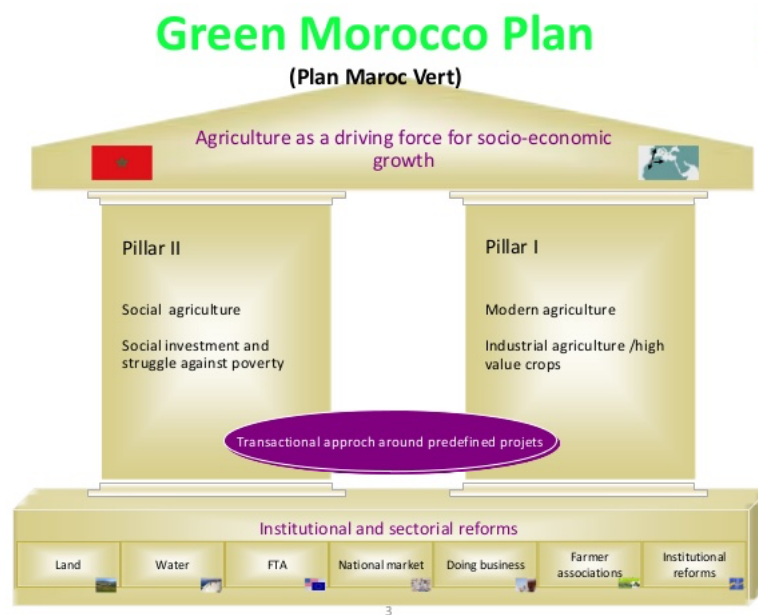 Green Morocco Plan
(Plan Maroc Vert)
Agriculture as a driving force for socio-economic
growth
Pillar II
Social agriculture
Social investment and
struggle against poverty
Pillar I
Modern agriculture
Industrial agriculture /high
value crops
Transactional approch around predefined projets
Institutional and sectorial reforms
Land
Water
FTA
National market
Doing business
Farmer
associations
Institutional
reforms
3